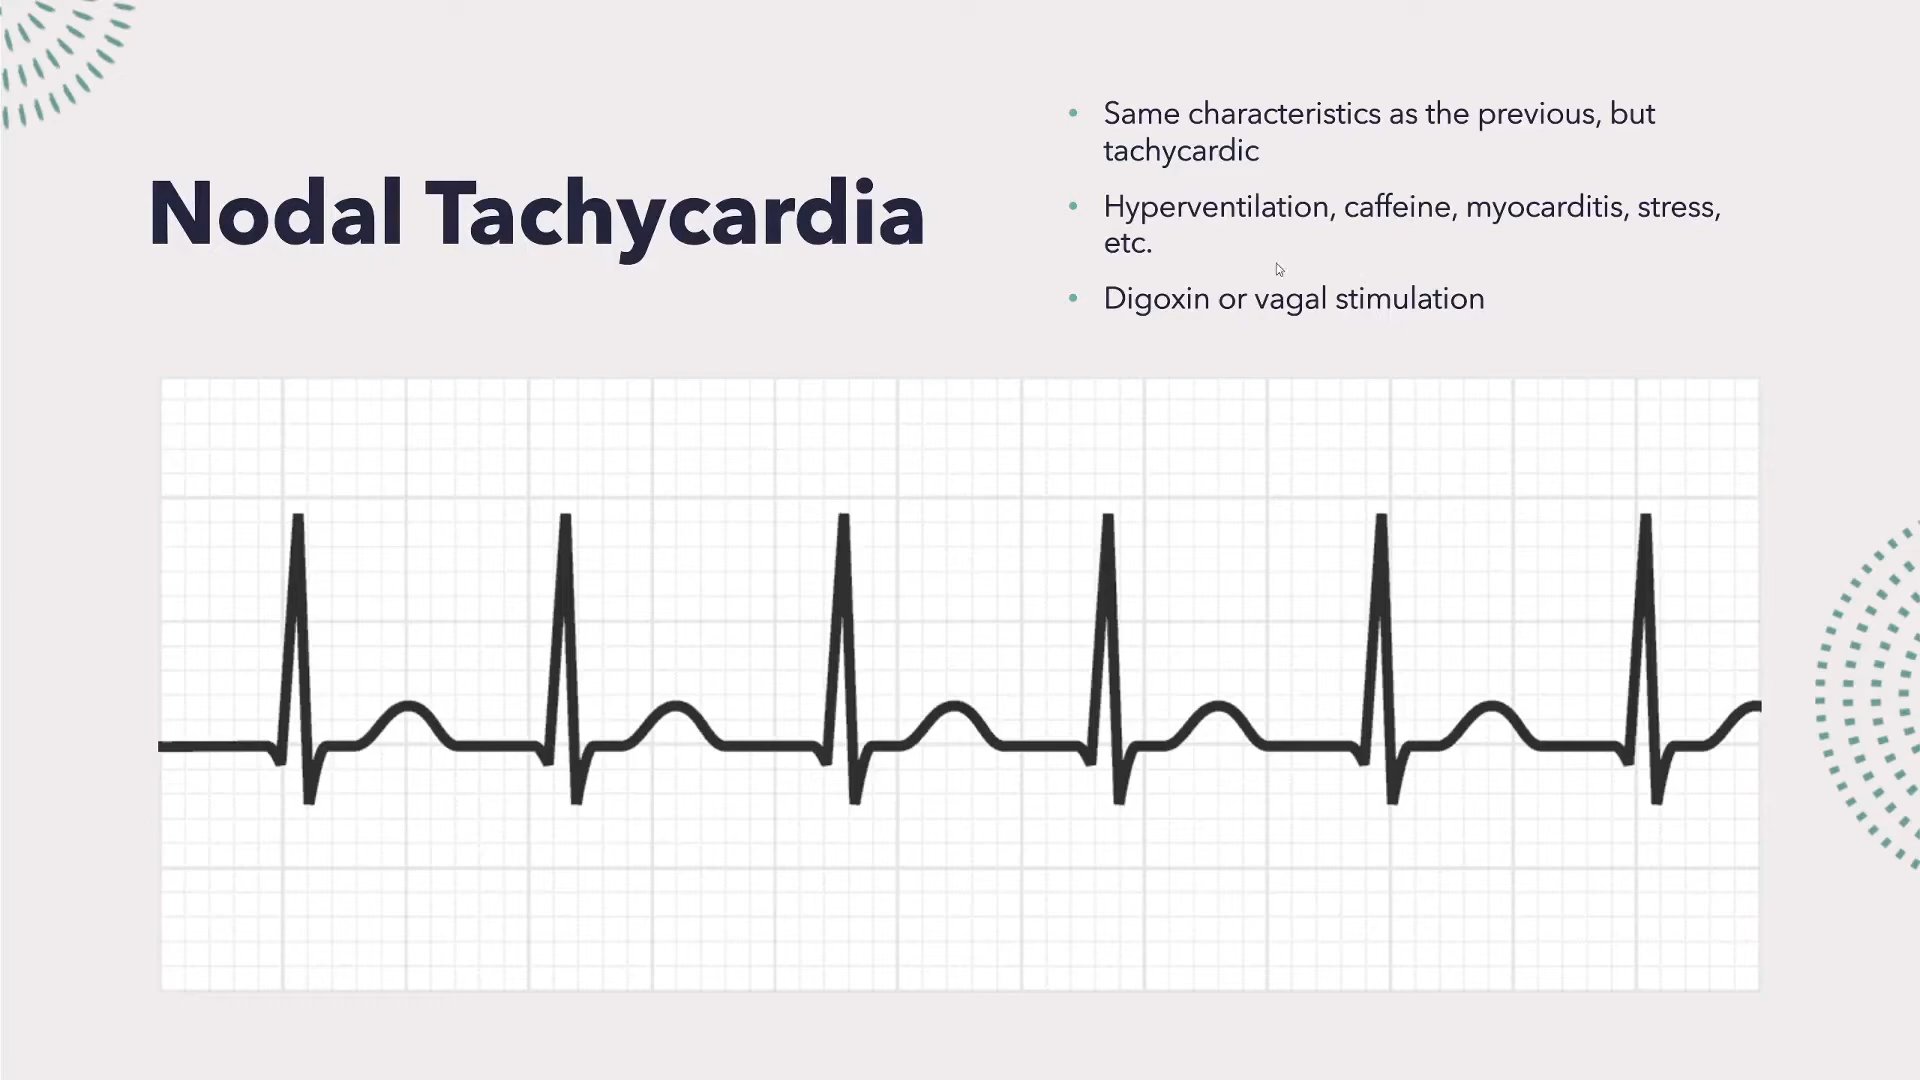 Nodal Tachycardia
• Same characteristics as the previous, but
tachycardic
• Hyperventilation, caffeine, myocarditis, stress,
etc.
• Digoxin or vagal stimulation